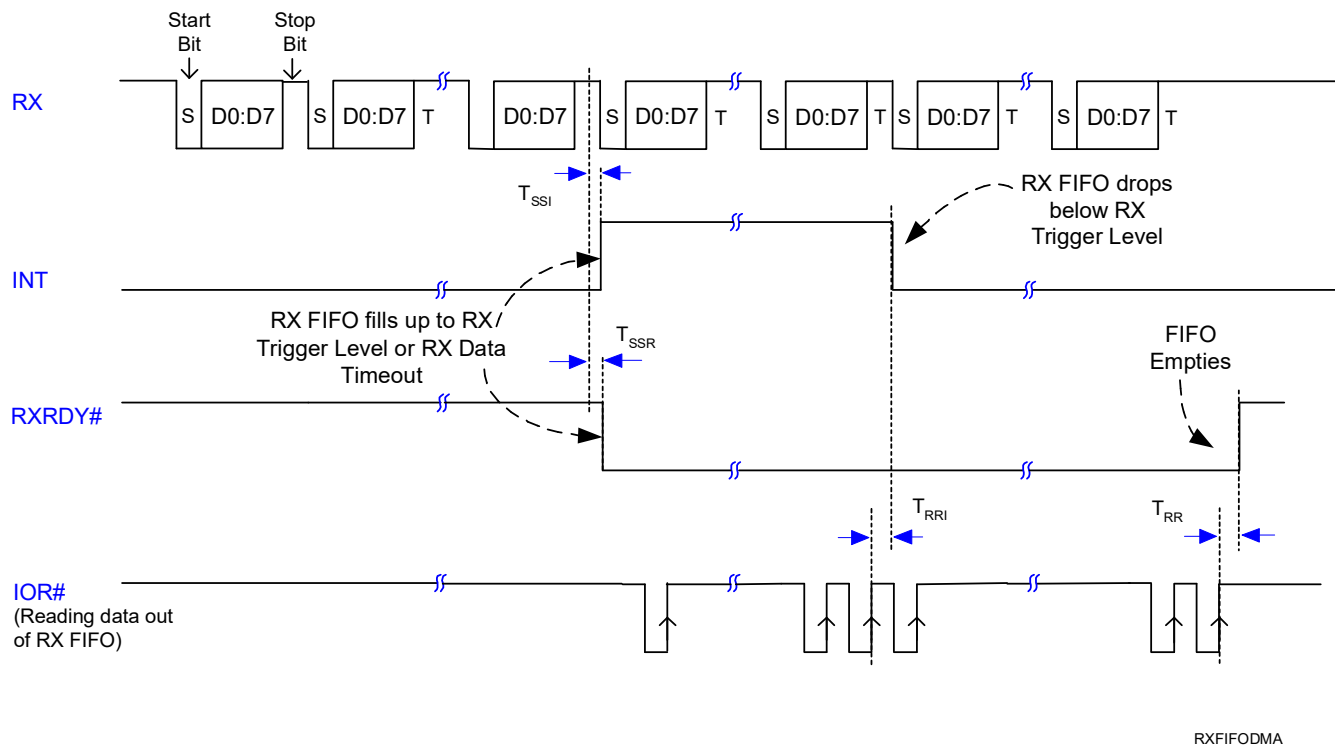 Start
Bit
Stop
Bit
RX
S D0:D7 S D0:D7 T D0:D7 S D0:D7 T S D0:D7 T S D0:D7 T S D0:D7 T
TSSI
RX FIFO drops
below RX
Trigger Level
INT
RX FIFO fills up to RX
Trigger Level or RX Data
Timeout
TSSR
FIFO
Empties
RXRDY#
TRRI
TRR
IOR#
(Reading data out
of RX FIFO)
RXFIFODMA